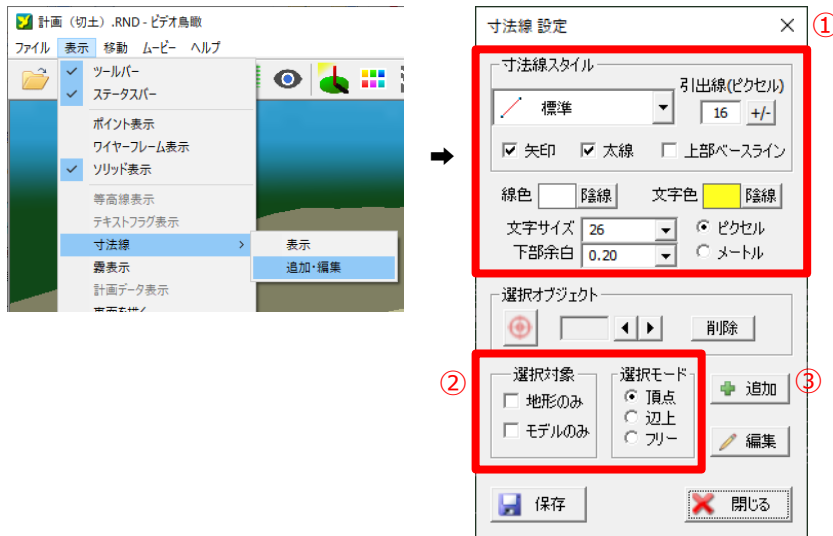 計画（切土）.RND - ビデオ鳥瞰
ファイル 表示 移動 ムービー ヘルプ
ツールバー
ステータスバー
ポイント表示
ワイヤーフレーム表示
ソリッド表示
等高線表示
テキストフラグ表示
寸法線 >
霧表示
計画データ表示
表示
追加・編集
➡
寸法線 設定 ×
①
寸法線スタイル
引出線(ピクセル)
標準
16 +/-
矢印 太線 上部ベースライン
線色 陰線 文字色 陰線
文字サイズ 26 ピクセル
下部余白 0.20 メートル
選択オブジェクト
削除
②
選択対象
地形のみ
モデルのみ
選択モード
頂点
辺上
フリー
追加
③
編集
保存 閉じる